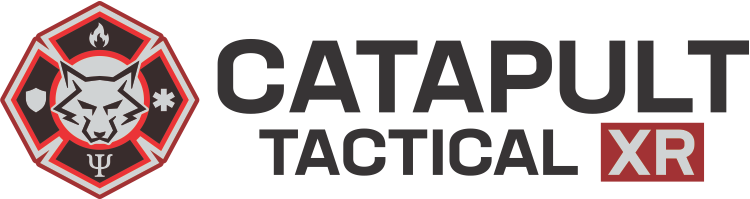 CATAPULT
TACTICAL XR
Ψ